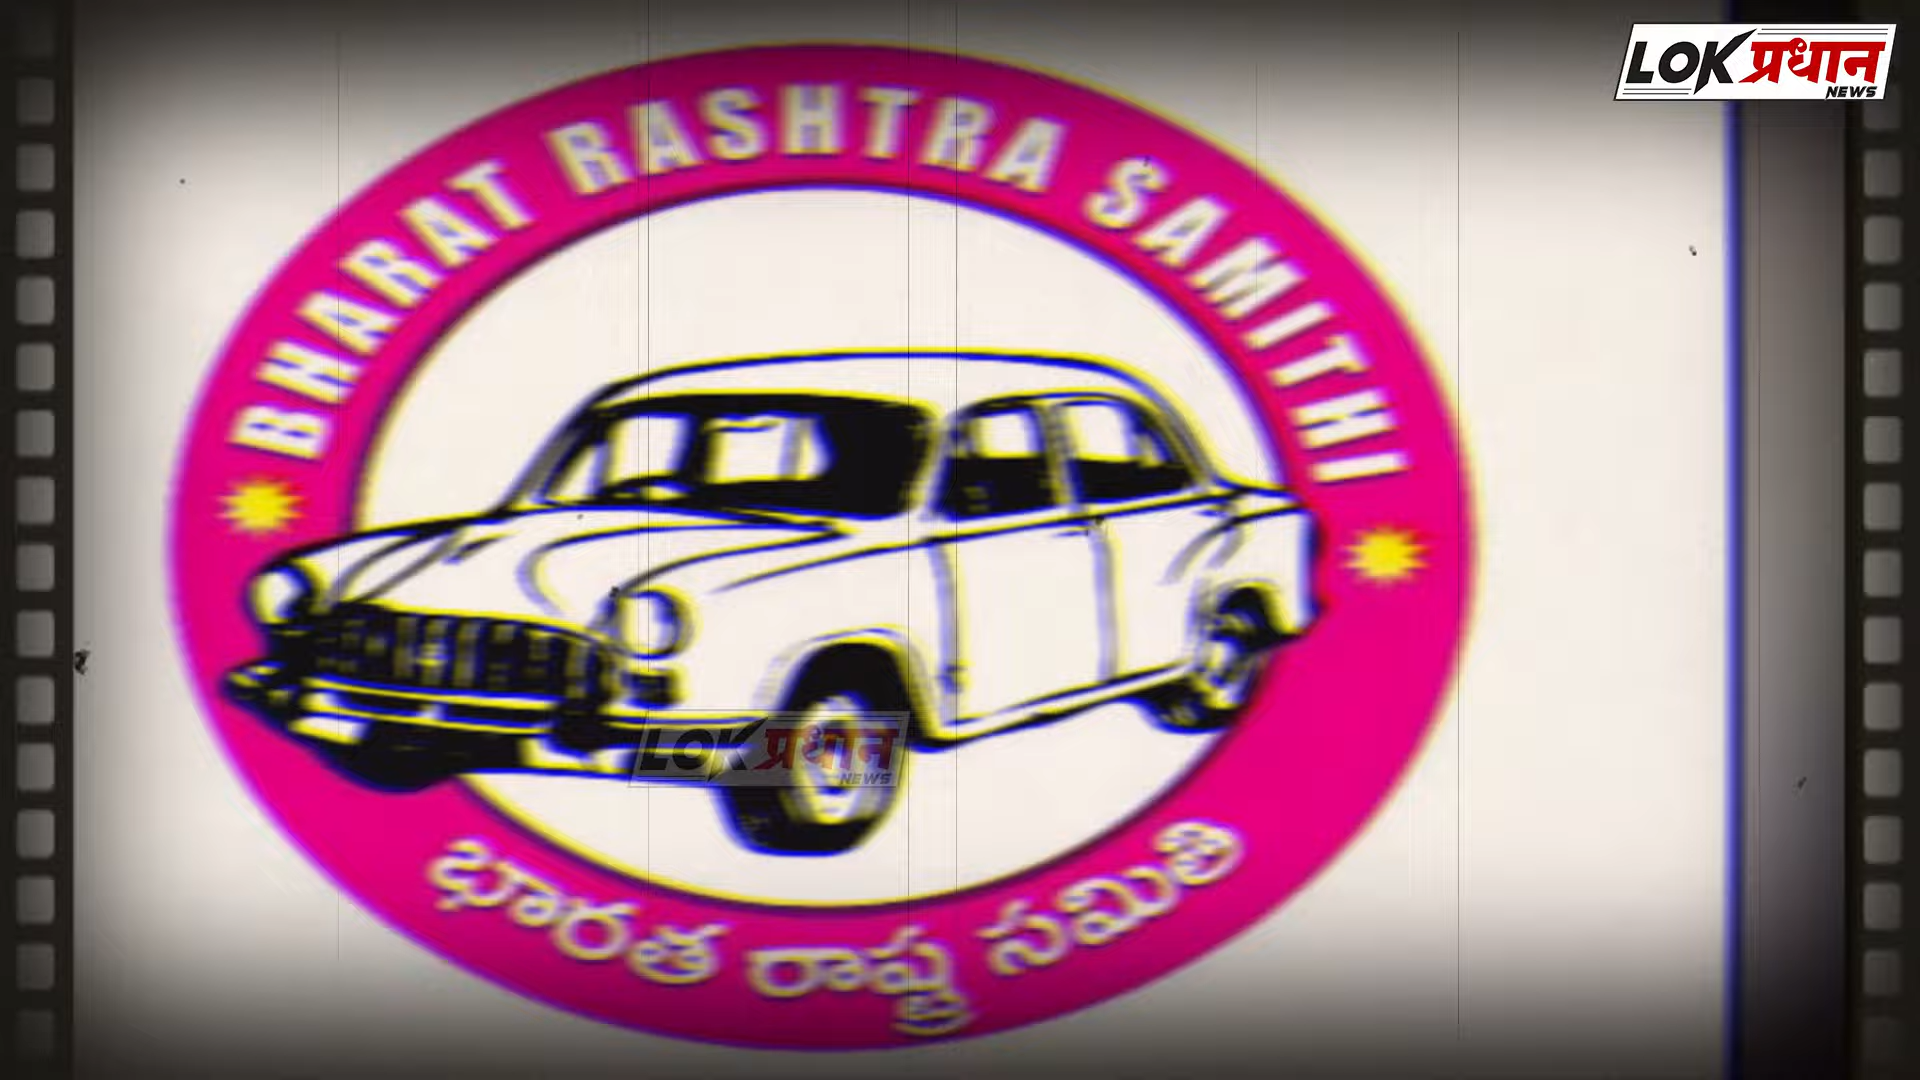 LOK प्रधान
NEWS
BHARAT RASHTRA SAMITHI
LOK प्रधान
NEWS
భారత రాష్ట్ర సమితి